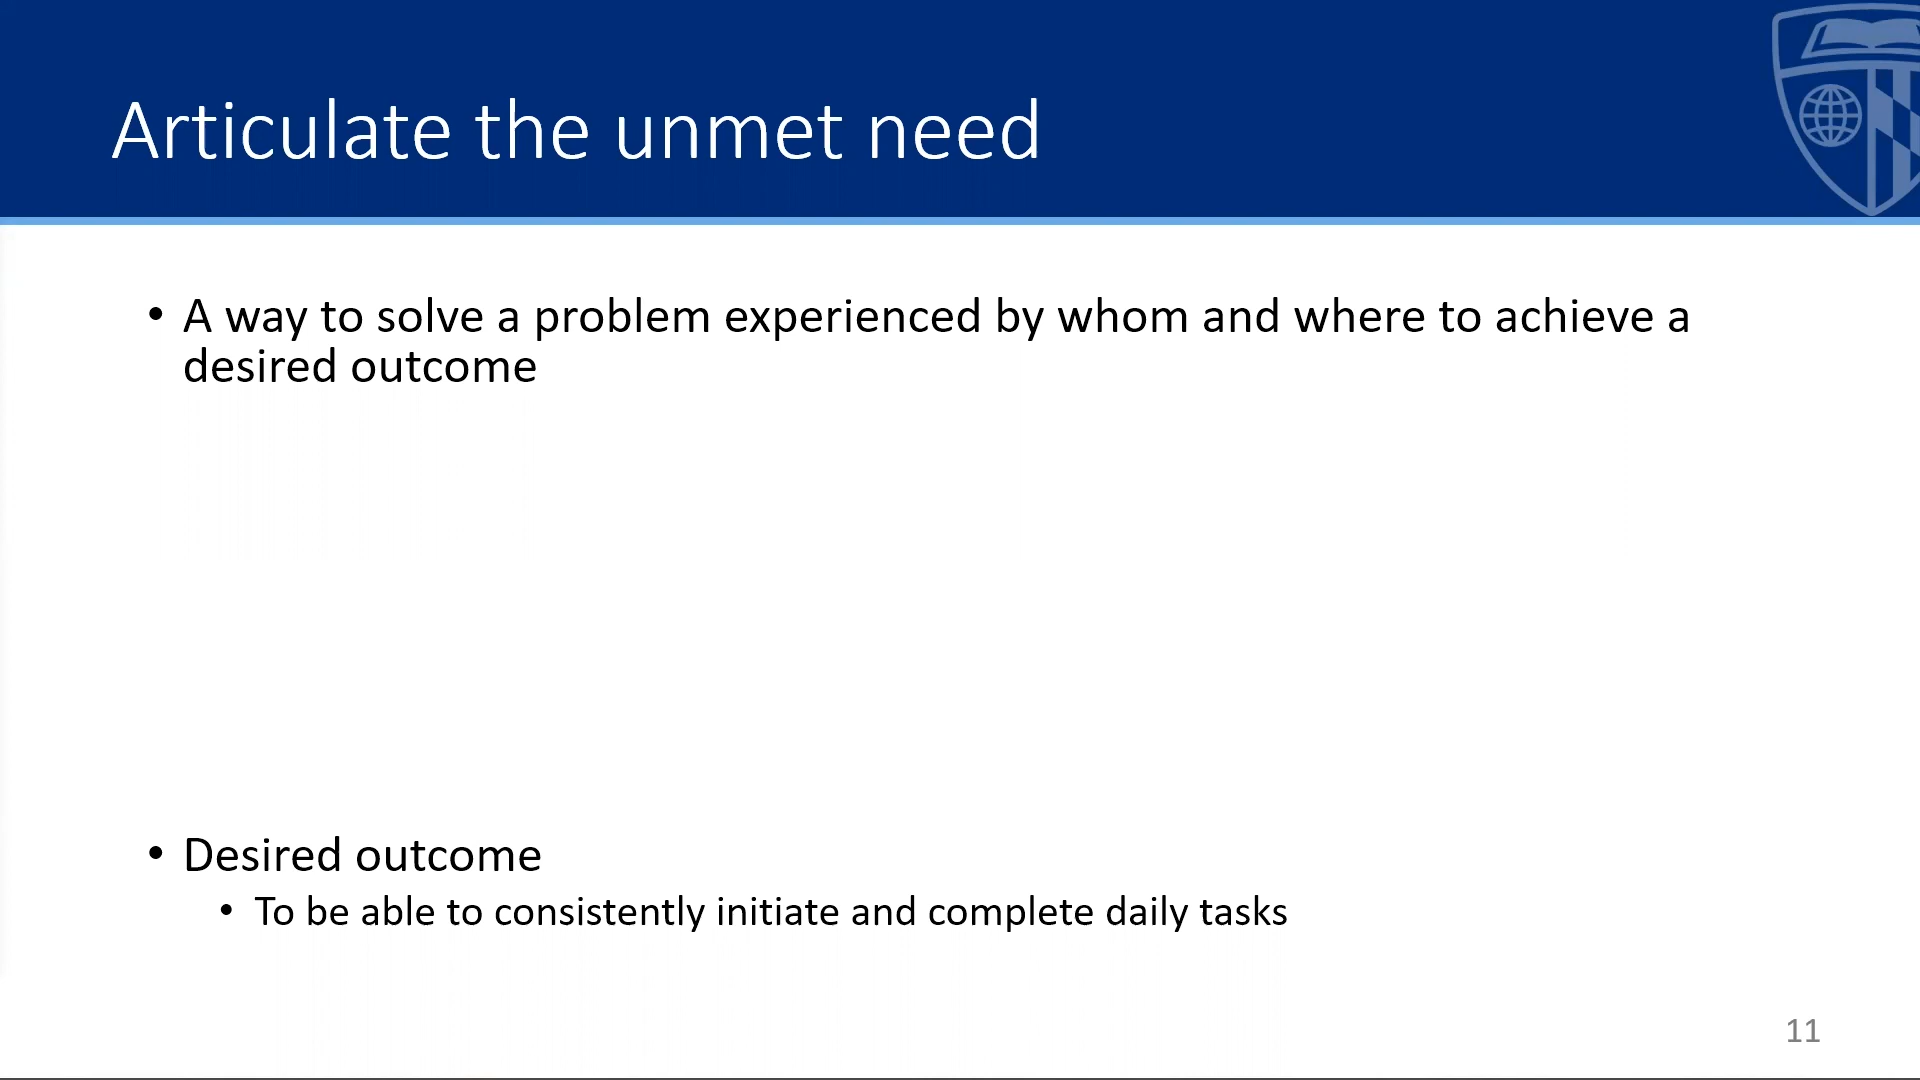 Articulate the unmet need
• A way to solve a problem experienced by whom and where to achieve a
desired outcome
• Desired outcome
• To be able to consistently initiate and complete daily tasks
11